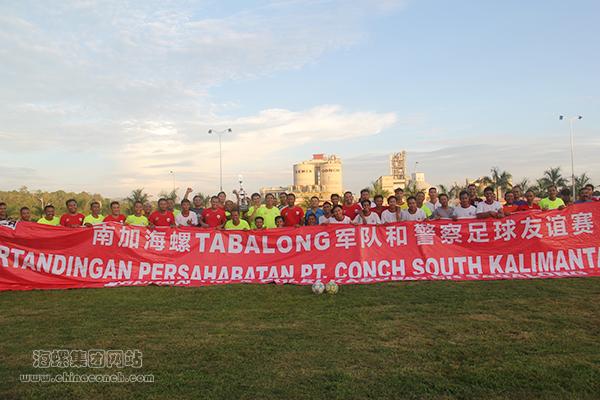 南加海螺TABALONG军队和 警察足球友谊赛
RTANDINGAN PERSAHABATAN PT. CONCH SOUTH KALIMANTA
海螺集团网站
www.chinaconch.com